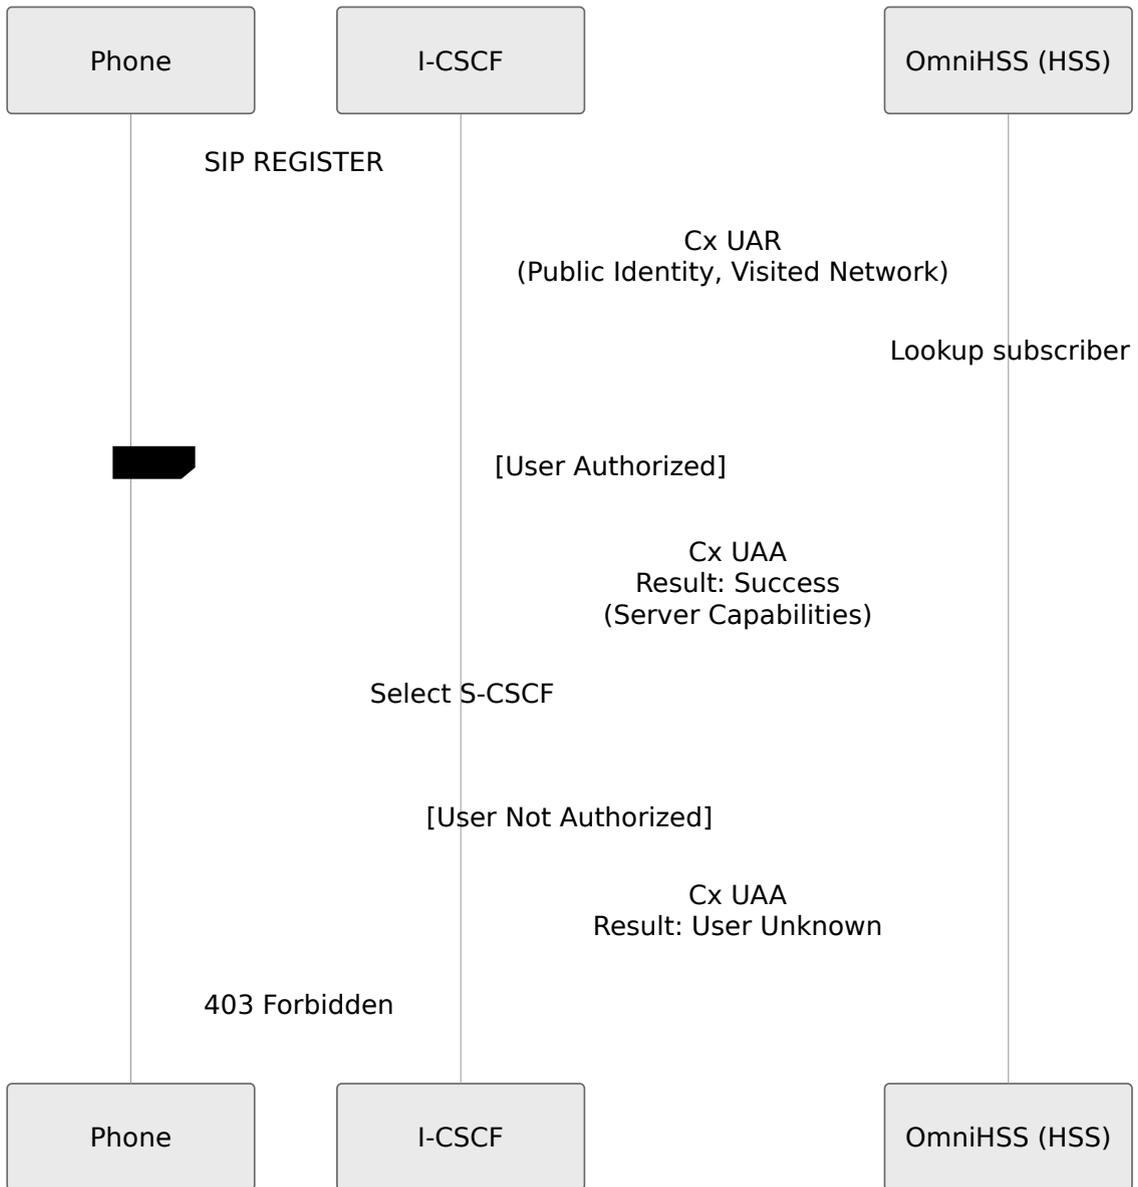 Phone
I-CSCF
OmniHSS (HSS)
SIP REGISTER
Cx UAR
(Public Identity, Visited Network)
Lookup subscriber
[User Authorized]
Cx UAA
Result: Success
(Server Capabilities)
Select S-CSCF
[User Not Authorized]
Cx UAA
Result: User Unknown
403 Forbidden
Phone
I-CSCF
OmniHSS (HSS)